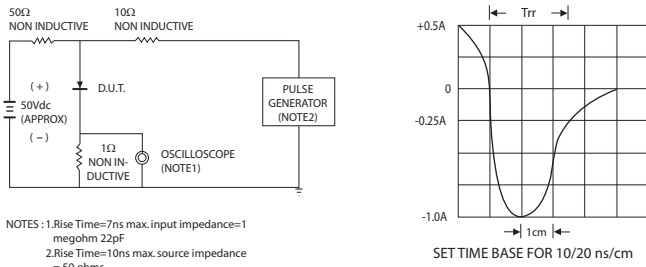 50Ω
NON INDUCTIVE
10Ω
NON INDUCTIVE
(+)
50Vdc
(APPROX)
(−)
D.U.T.
1Ω
NON IN-
DUCTIVE
OSCILLOSCOPE
(NOTE1)
PULSE
GENERATOR
(NOTE2)
NOTES : 1.Rise Time=7ns max. input impedance=1
megohm 22pF
2.Rise Time=10ns max. source impedance
= 50 ohms
Trr
+0.5A
0
-0.25A
-1.0A
1cm
SET TIME BASE FOR 10/20 ns/cm